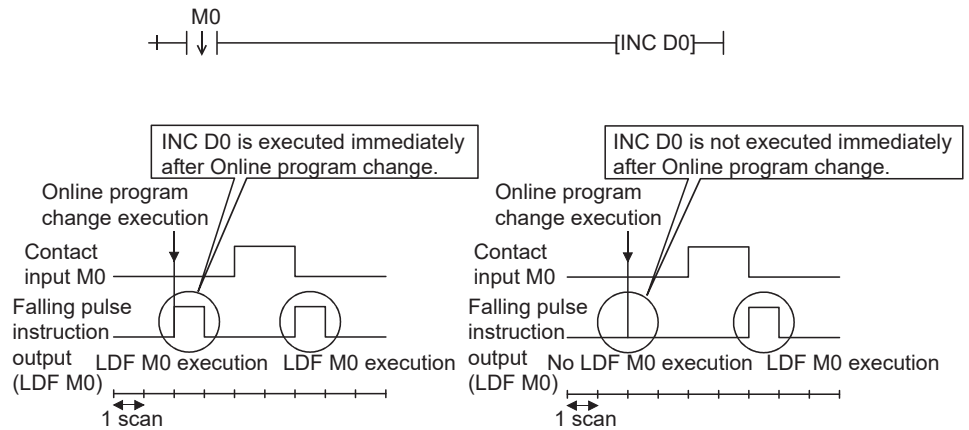 M0
[INC D0]
INC D0 is executed immediately
after Online program change.
Online program
change execution
Contact
input M0
Falling pulse
instruction
output
(LDF M0)
LDF M0 execution
LDF M0 execution
1 scan
INC D0 is not executed immediately
after Online program change.
Online program
change execution
Contact
input M0
Falling pulse
instruction
output
(LDF M0)
No LDF M0 execution
LDF M0 execution
1 scan